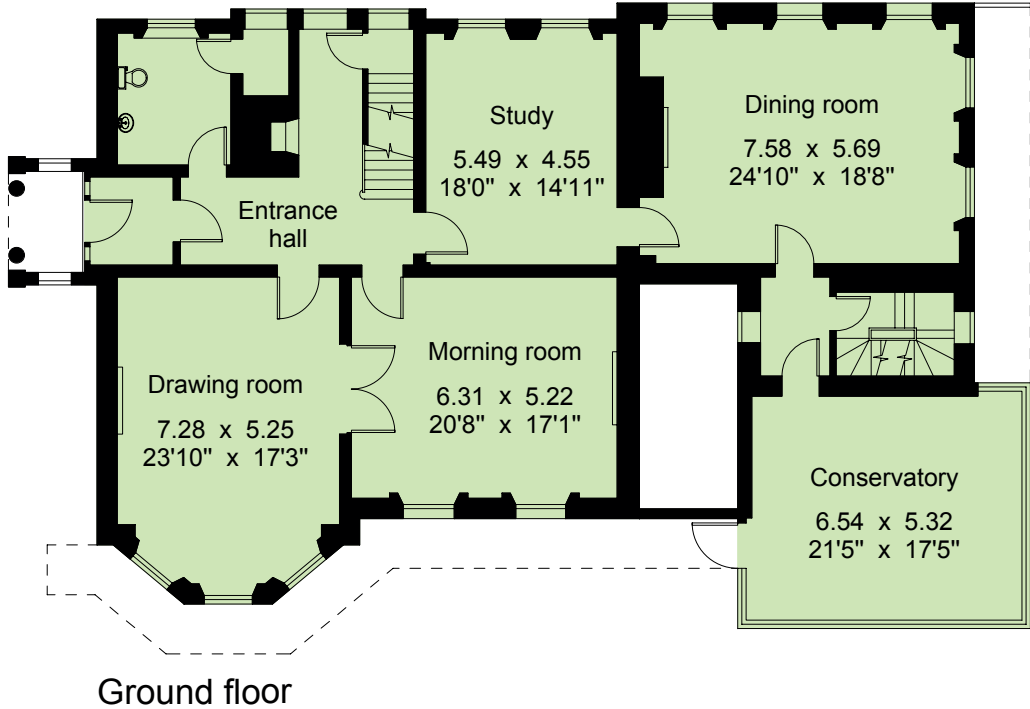 Study
5.49 x 4.55
18'0" x 14'11"
Dining room
7.58 x 5.69
24'10" x 18'8"
Entrance
hall
Drawing room
7.28 x 5.25
23'10" x 17'3"
Morning room
6.31 x 5.22
20'8" x 17'1"
Conservatory
6.54 x 5.32
21'5" x 17'5"
Ground floor